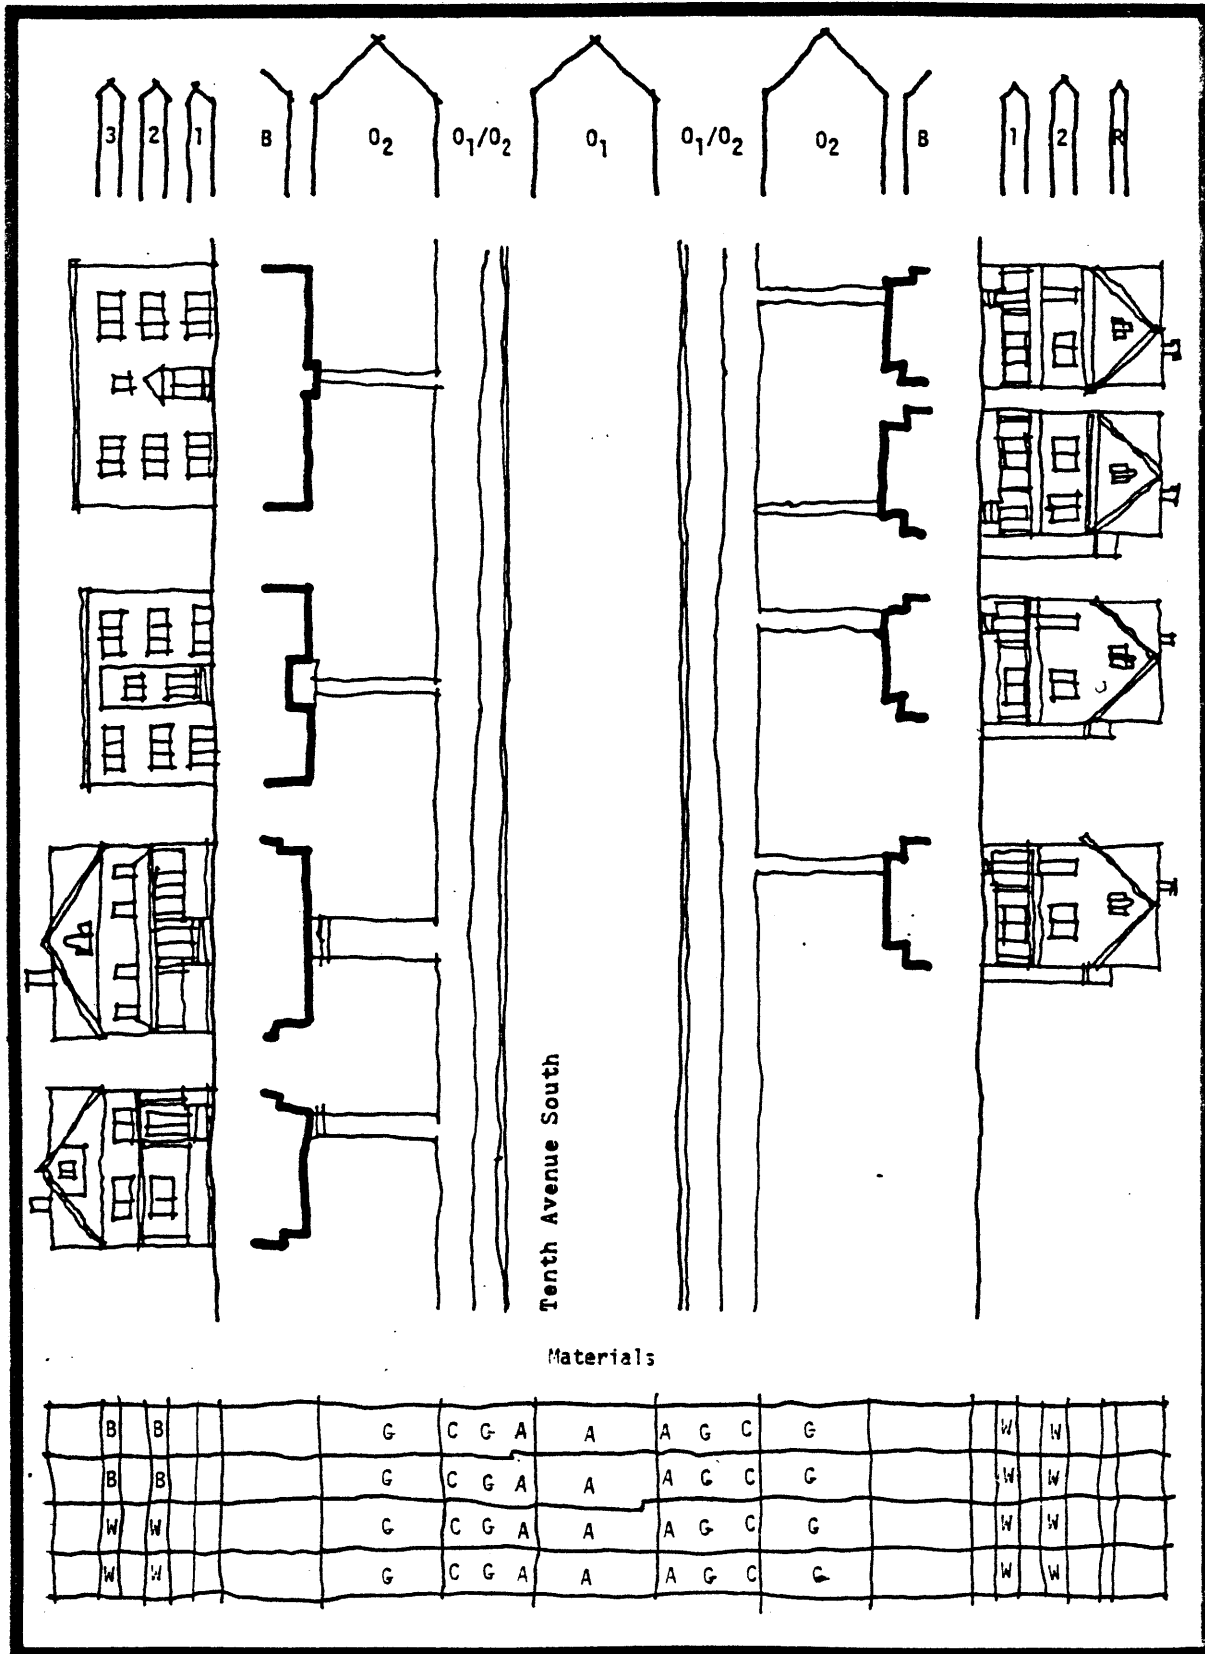 3 2 1 B O₂ O₁/O₂ O₁ O₁/O₂ O₂ B 1 2 R
Tenth Avenue South
Materials
B B G C G A A A G C G W W
B B G C G A A A G C G W W
W W G C G A A A G C G W W
W W G C G A A A G C G W W